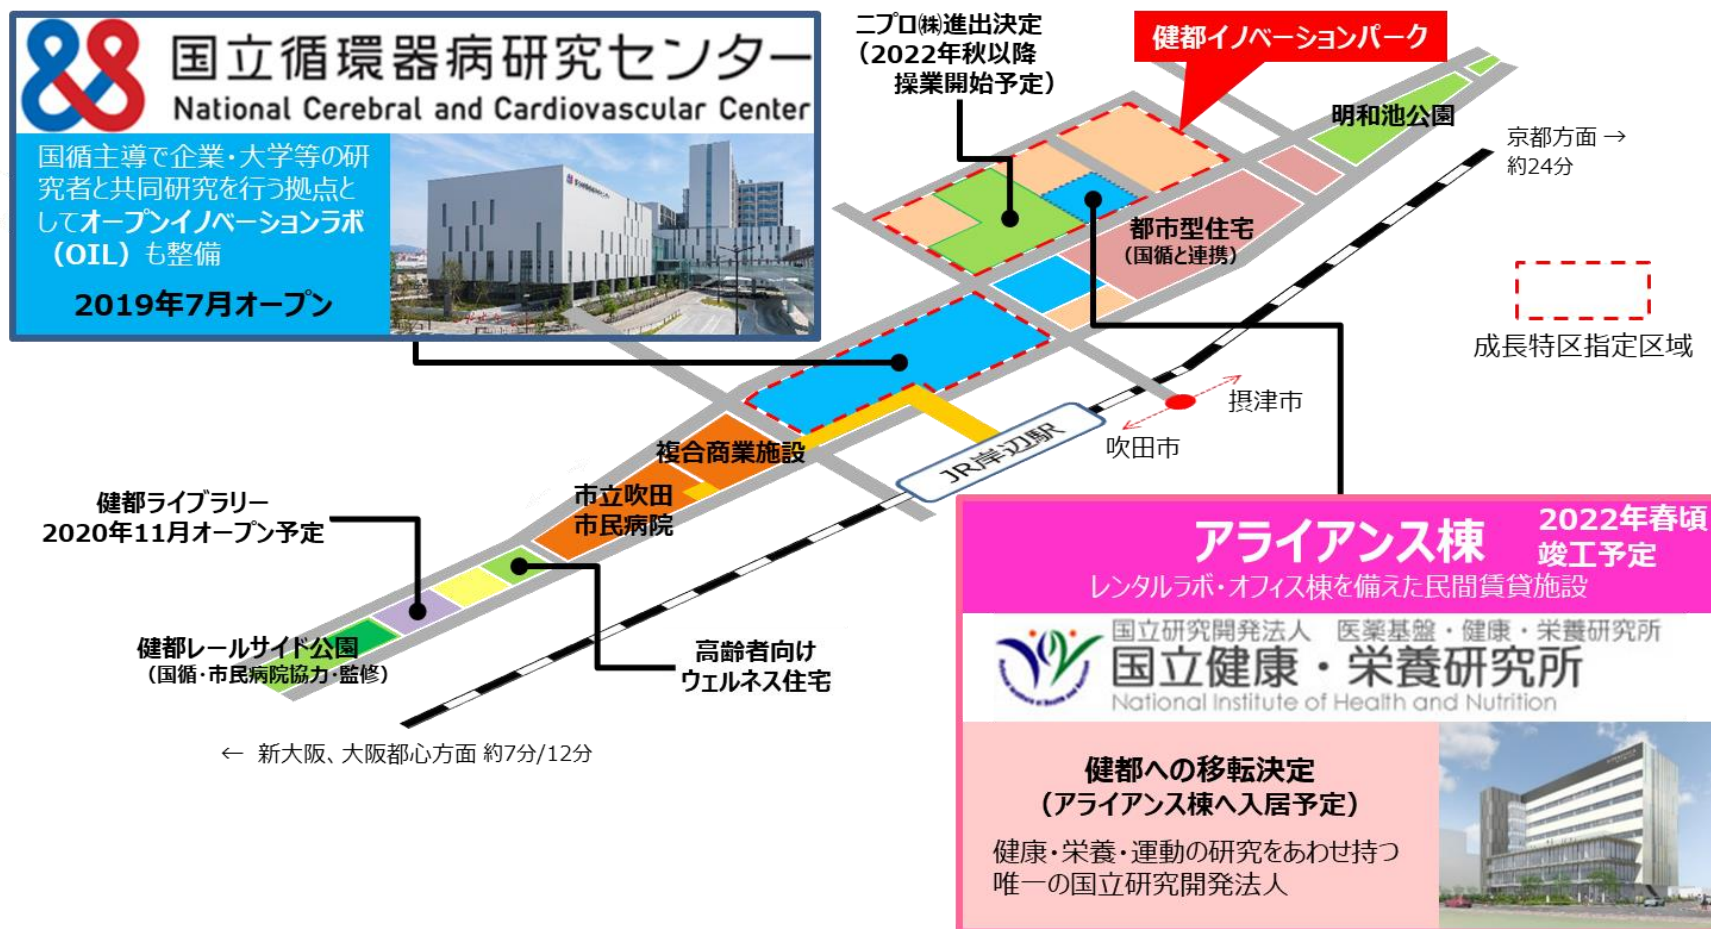 国立循環器病研究センター
National Cerebral and Cardiovascular Center
国循主導で企業・大学等の研
究者と共同研究を行う拠点と
してオープンイノベーションラボ
（OIL）も整備
2019年7月オープン
ニプロ㈱進出決定
（2022年秋以降
操業開始予定）
健都イノベーションパーク
明和池公園
京都方面 →
約24分
都市型住宅
（国循と連携）
成長特区指定区域
摂津市
吹田市
JR岸辺駅
複合商業施設
市立吹田
市民病院
健都ライブラリー
2020年11月オープン予定
健都レールサイド公園
（国循・市民病院協力・監修）
高齢者向け
ウェルネス住宅
← 新大阪、大阪都心方面 約7分/12分
アライアンス棟
2022年春頃
竣工予定
レンタルラボ・オフィス棟を備えた民間賃貸施設
国立研究開発法人 医薬基盤・健康・栄養研究所
国立健康・栄養研究所
National Institute of Health and Nutrition
健都への移転決定
（アライアンス棟へ入居予定）
健康・栄養・運動の研究をあわせ持つ
唯一の国立研究開発法人